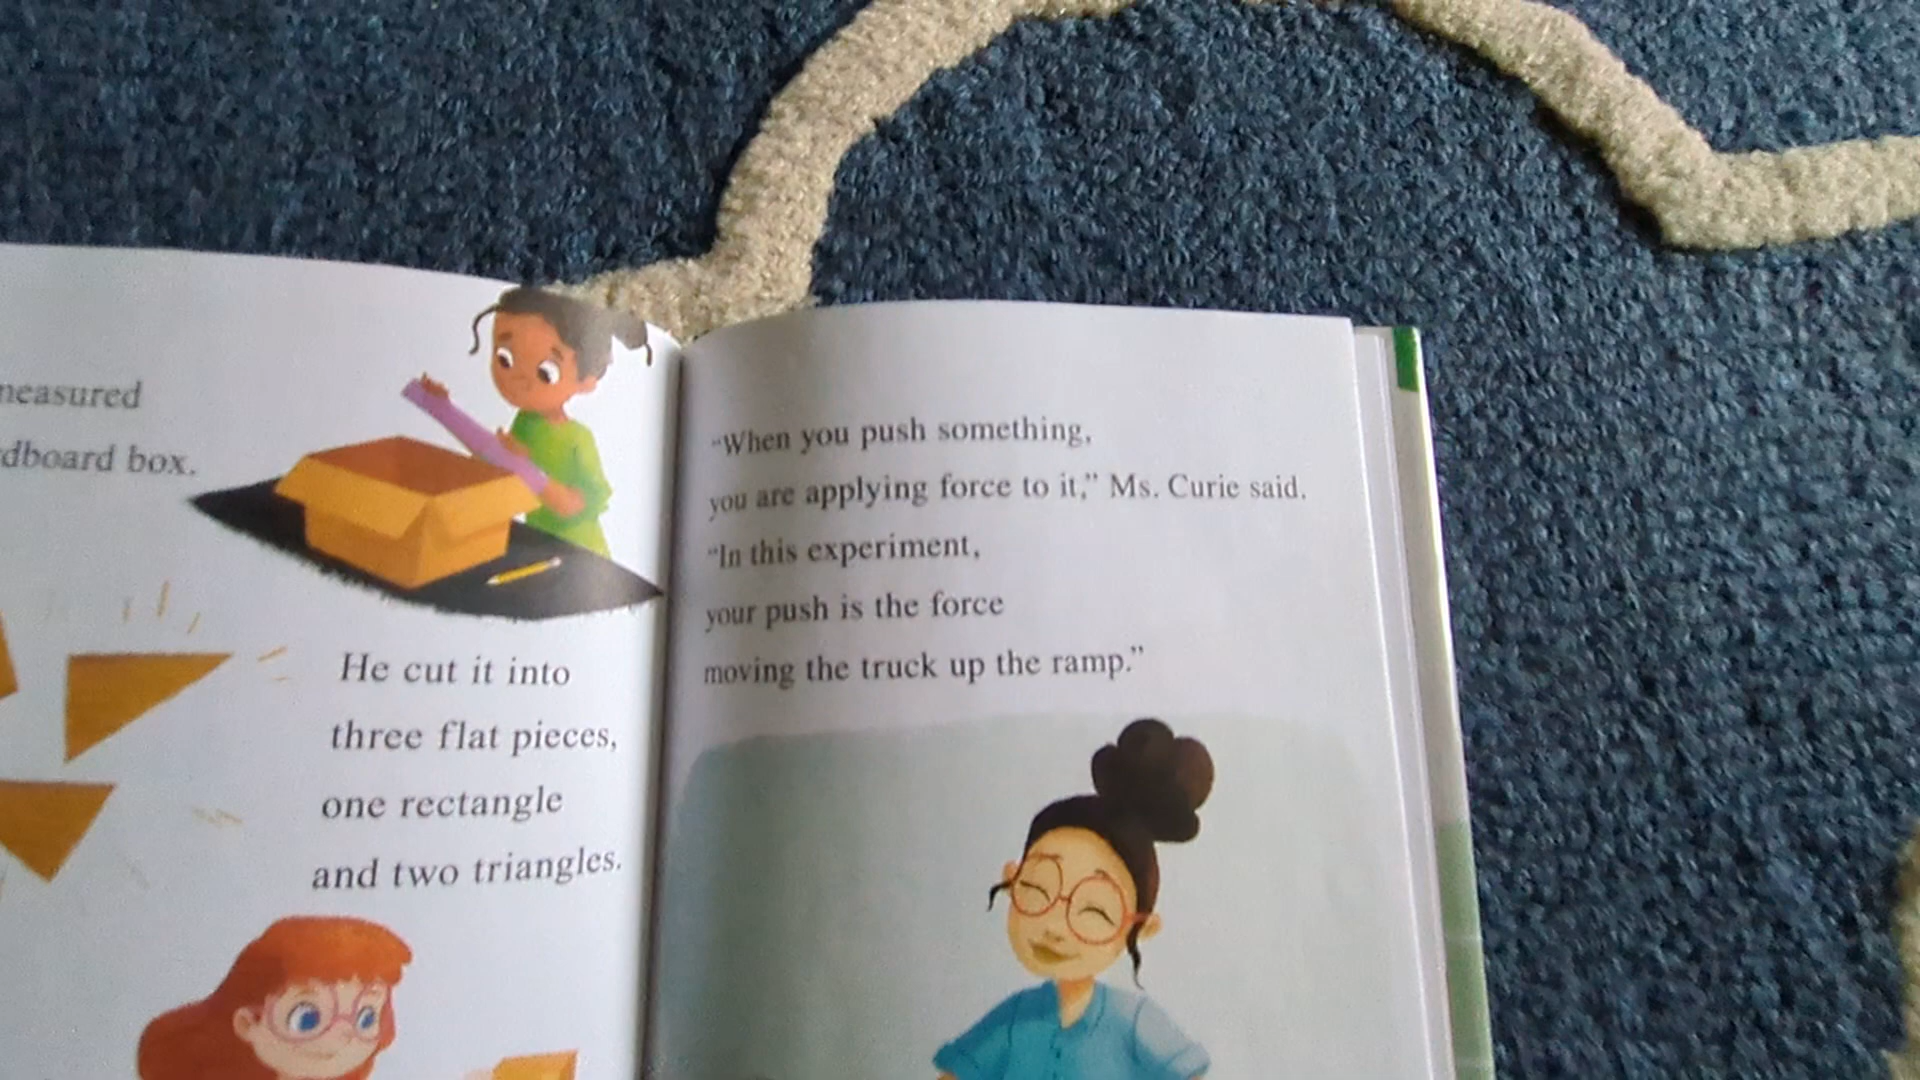 measured
dboard box.
He cut it into
three flat pieces,
one rectangle
and two triangles.
“When you push something,
you are applying force to it,” Ms. Curie said.
“In this experiment,
your push is the force
moving the truck up the ramp.”